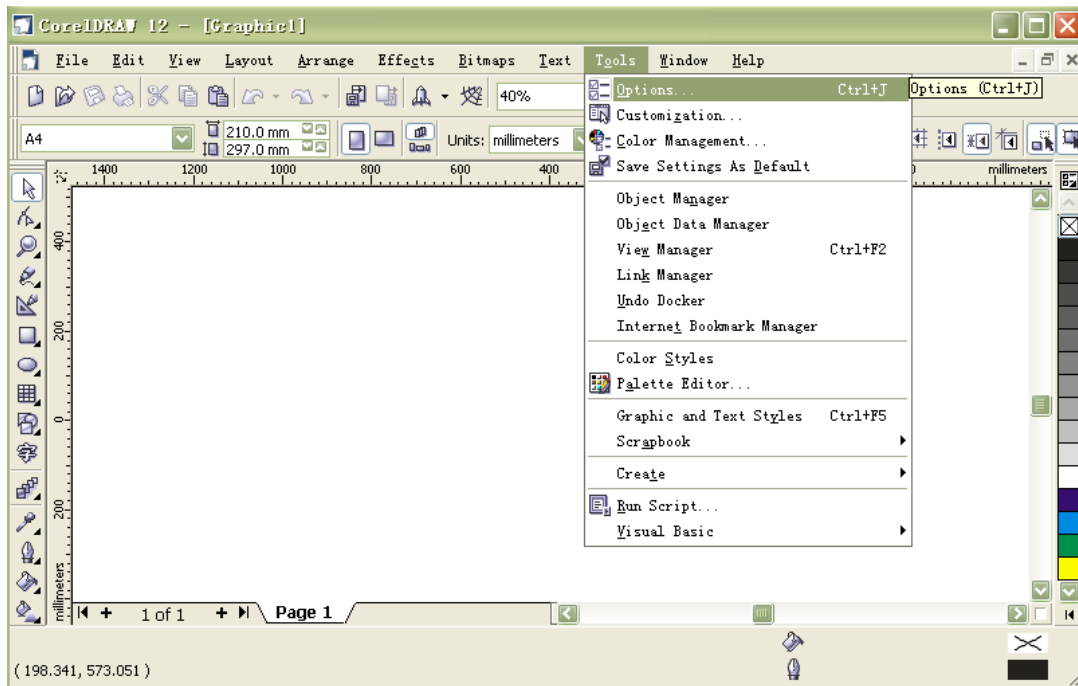 CorelDRAW 12 - [Graphic1]
File Edit View Layout Arrange Effects Bitmaps Text Tools Window Help
40%
Options... Ctrl+J
Options (Ctrl+J)
Customization...
A4
210.0 mm
297.0 mm
Units: millimeters
Color Management...
Save Settings As Default
1400 1200 1000 800 600 400 millimeters
Object Manager
Object Data Manager
View Manager Ctrl+F2
Link Manager
Undo Docker
Internet Bookmark Manager
Color Styles
Palette Editor...
Graphic and Text Styles Ctrl+F5
Scrapbook
Create
Run Script...
Visual Basic
400
200
0
200
millimeters
字
1 of 1 Page 1
( 198.341, 573.051 )